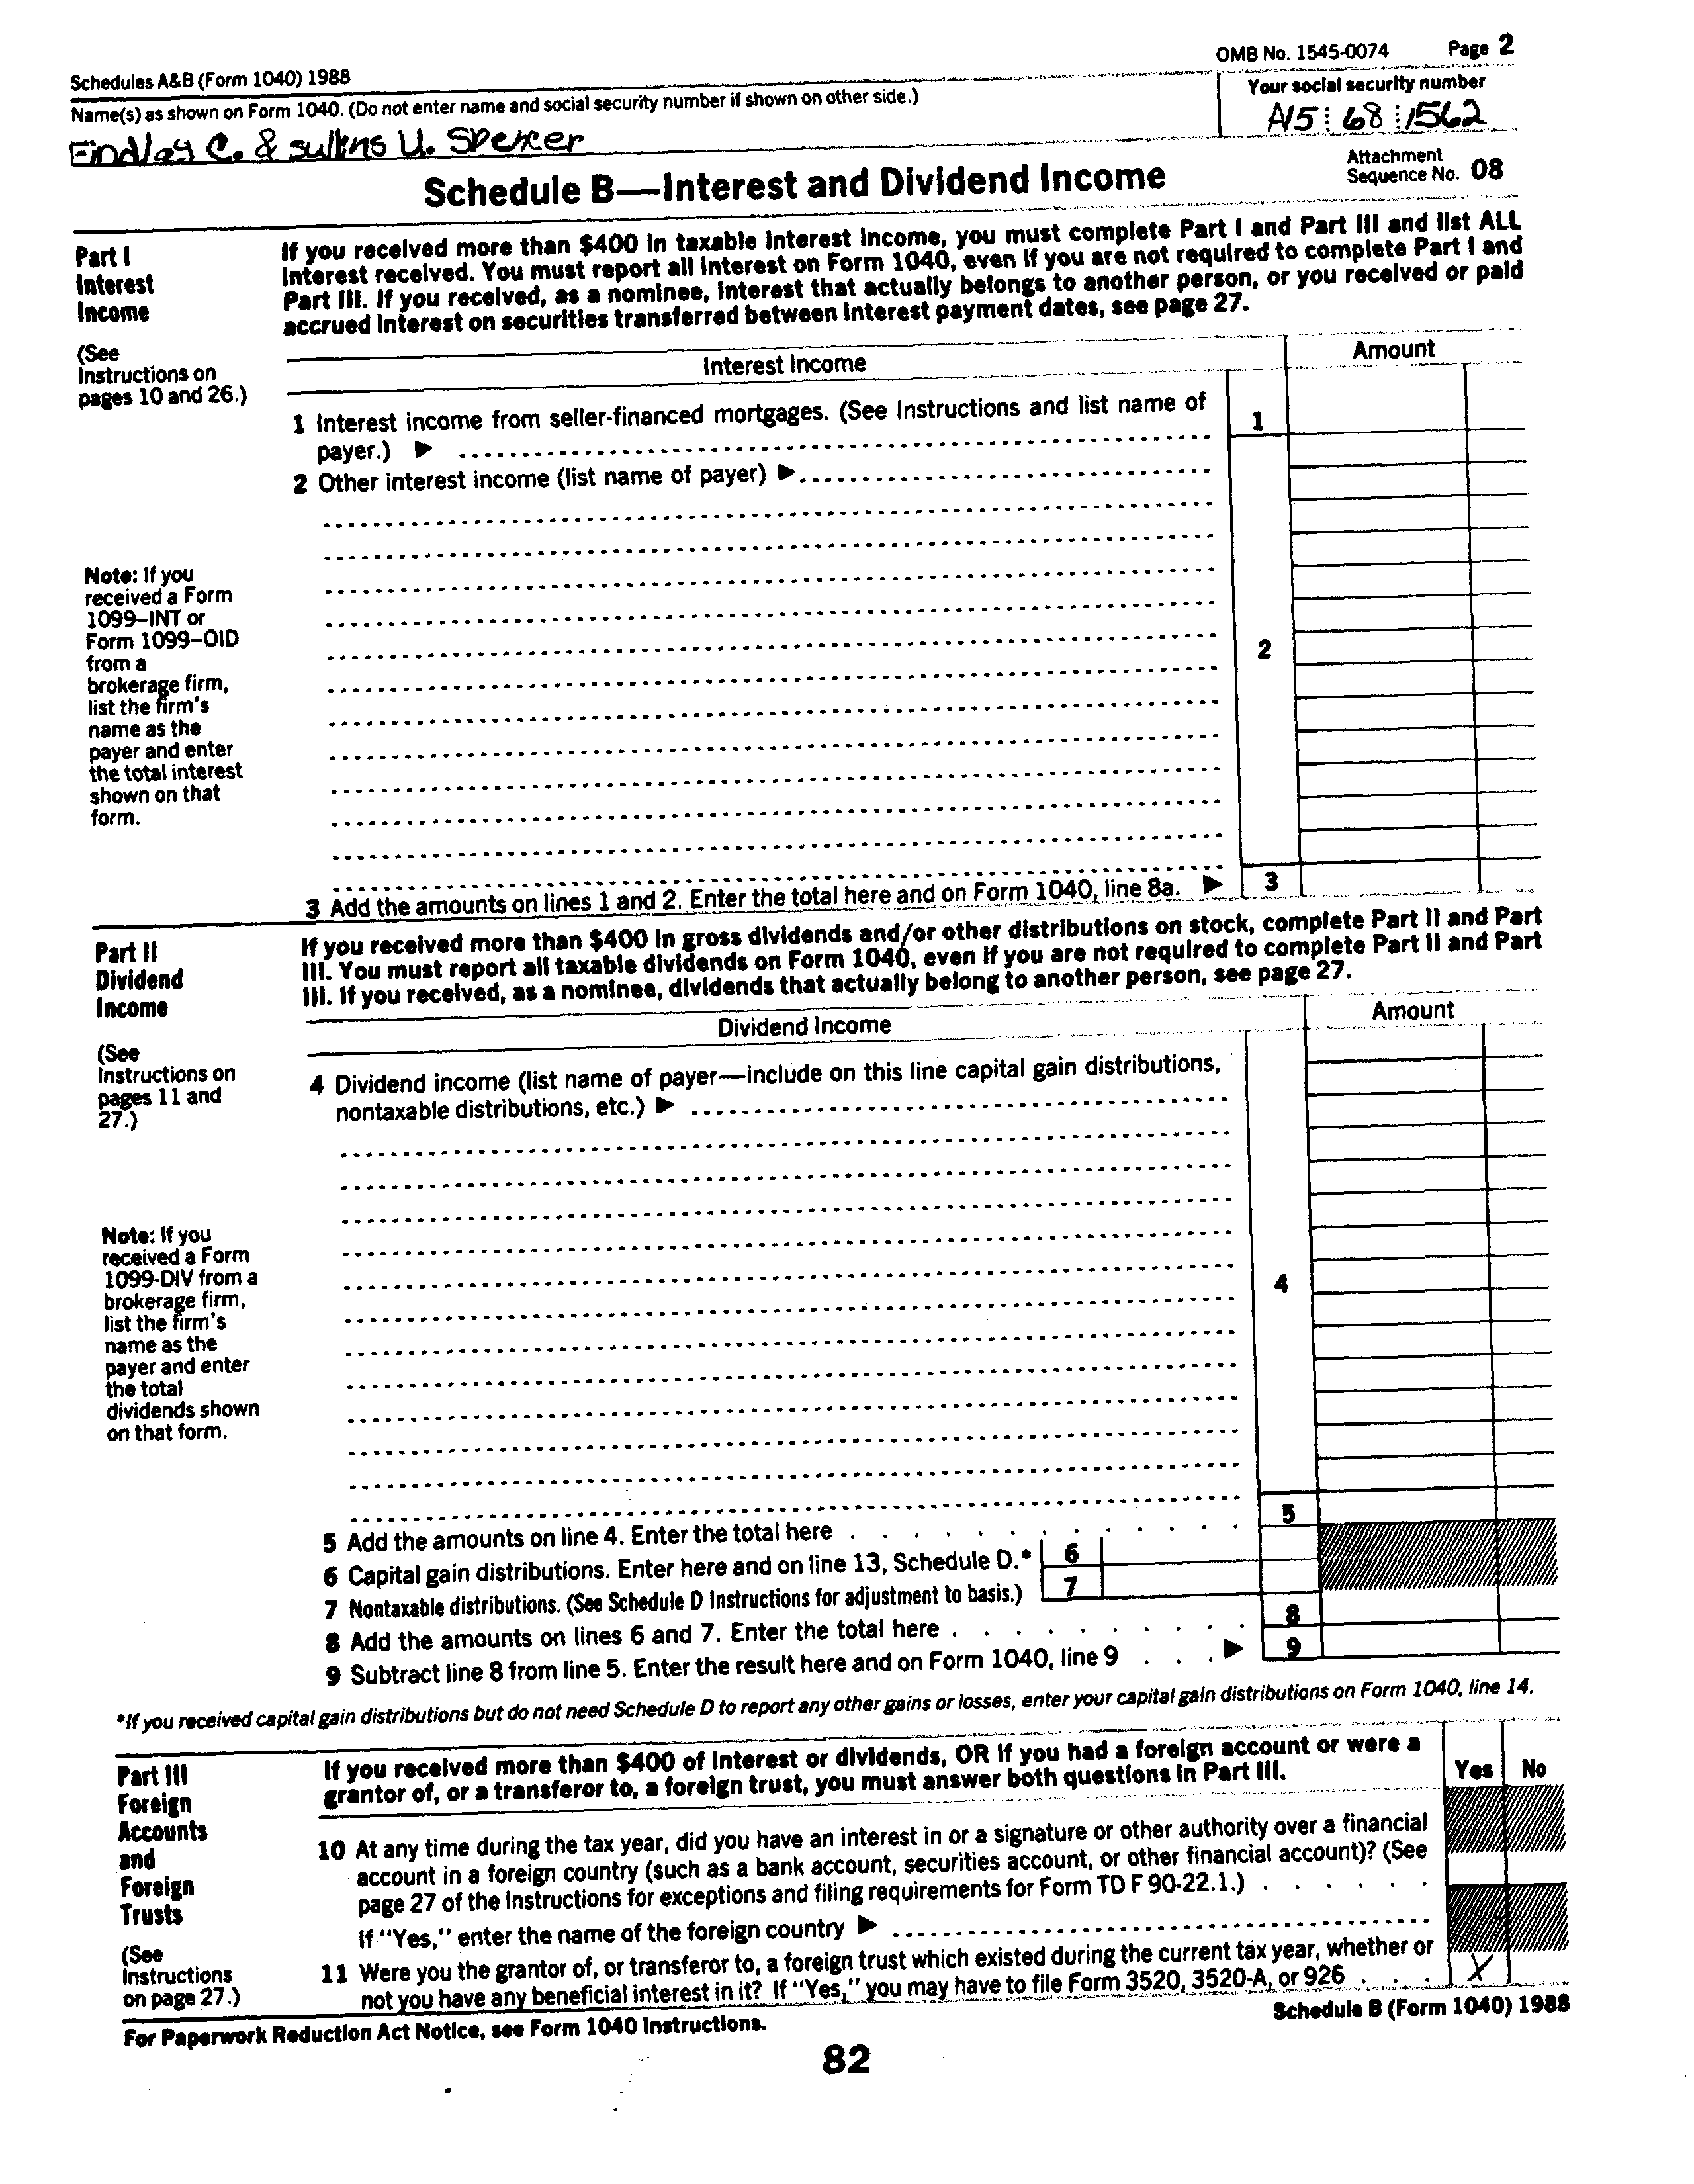 Schedules A&B (Form 1040) 1988
OMB No. 1545-0074 Page 2
Name(s) as shown on Form 1040. (Do not enter name and social security number if shown on other side.)
Your social security number
Findlay C. & sullins U. Spencer
68 1562
Schedule B—Interest and Dividend Income
Attachment
Sequence No. 08
Part I
Interest
Income
(See
Instructions on
pages 10 and 26.)
If you received more than $400 in taxable interest income, you must complete Part I and Part III and list ALL
interest received. You must report all interest on Form 1040, even if you are not required to complete Part I and
Part III. If you received, as a nominee, interest that actually belongs to another person, or you received or paid
accrued interest on securities transferred between interest payment dates, see page 27.
Interest Income
Amount
1 Interest income from seller-financed mortgages. (See Instructions and list name of
payer.) ▶
1
2 Other interest income (list name of payer) ▶
Note: If you
received a Form
1099–INT or
Form 1099–OID
from a
brokerage firm,
list the firm's
name as the
payer and enter
the total interest
shown on that
form.
2
3 Add the amounts on lines 1 and 2. Enter the total here and on Form 1040, line 8a. ▶
3
Part II
Dividend
Income
(See
Instructions on
pages 11 and
27.)
If you received more than $400 in gross dividends and/or other distributions on stock, complete Part II and Part
III. You must report all taxable dividends on Form 1040, even if you are not required to complete Part II and Part
III. If you received, as a nominee, dividends that actually belong to another person, see page 27.
Dividend Income
Amount
4 Dividend income (list name of payer—include on this line capital gain distributions,
nontaxable distributions, etc.) ▶
Note: If you
received a Form
1099-DIV from a
brokerage firm,
list the firm's
name as the
payer and enter
the total
dividends shown
on that form.
4
5 Add the amounts on line 4. Enter the total here . . . . . . . . . . . .
5
6 Capital gain distributions. Enter here and on line 13, Schedule D.*
6
7 Nontaxable distributions. (See Schedule D Instructions for adjustment to basis.)
7
8 Add the amounts on lines 6 and 7. Enter the total here . . . . . . . . .
8
9 Subtract line 8 from line 5. Enter the result here and on Form 1040, line 9 . . . ▶
9
*If you received capital gain distributions but do not need Schedule D to report any other gains or losses, enter your capital gain distributions on Form 1040, line 14.
Part III
Foreign
Accounts
and
Foreign
Trusts
(See
Instructions
on page 27.)
If you received more than $400 of interest or dividends, OR if you had a foreign account or were a
grantor of, or a transferor to, a foreign trust, you must answer both questions in Part III.
Yes No
10 At any time during the tax year, did you have an interest in or a signature or other authority over a financial
account in a foreign country (such as a bank account, securities account, or other financial account)? (See
page 27 of the Instructions for exceptions and filing requirements for Form TD F 90-22.1.) . . . . . .
If "Yes," enter the name of the foreign country ▶
11 Were you the grantor of, or transferor to, a foreign trust which existed during the current tax year, whether or
not you have any beneficial interest in it? If "Yes," you may have to file Form 3520, 3520-A, or 926 . . .
X
For Paperwork Reduction Act Notice, see Form 1040 Instructions.
Schedule B (Form 1040) 1988
82